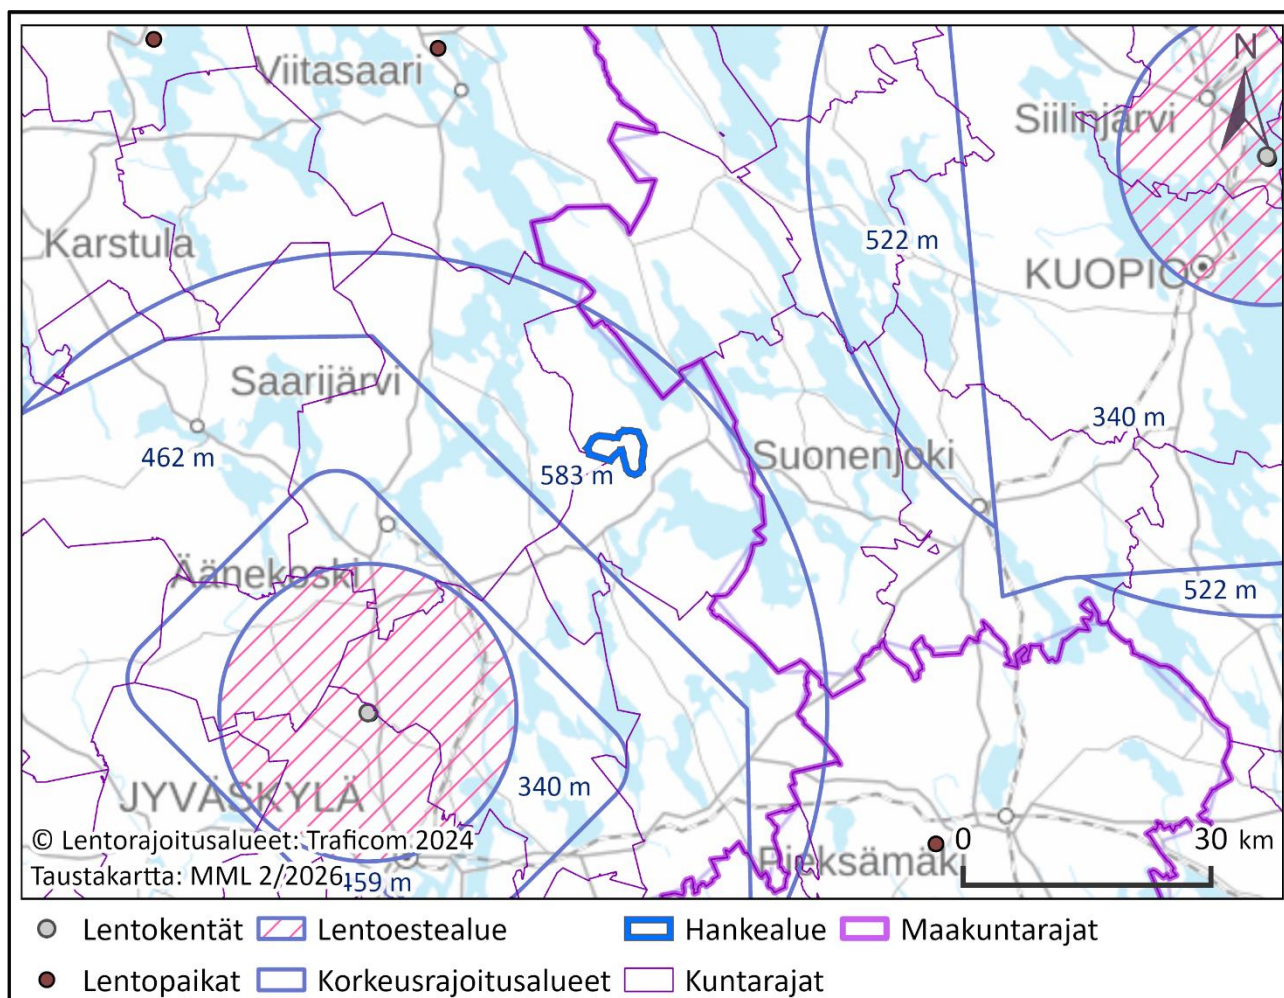 Viitasaari
N
Siilinjärvi
Karstula
522 m
KUOPIO
Saarijärvi
340 m
462 m
583 m
Suonenjoki
Äänekoski
522 m
JYVÄSKYLÄ
340 m
© Lentorajoitusalueet: Traficom 2024
Pieksämäki
0 30 km
Taustakartta: MML 2/2026
459 m
Lentokentät
Lentoestealue
Hankealue
Maakuntarajat
Lentopaikat
Korkeusrajoitusalueet
Kuntarajat